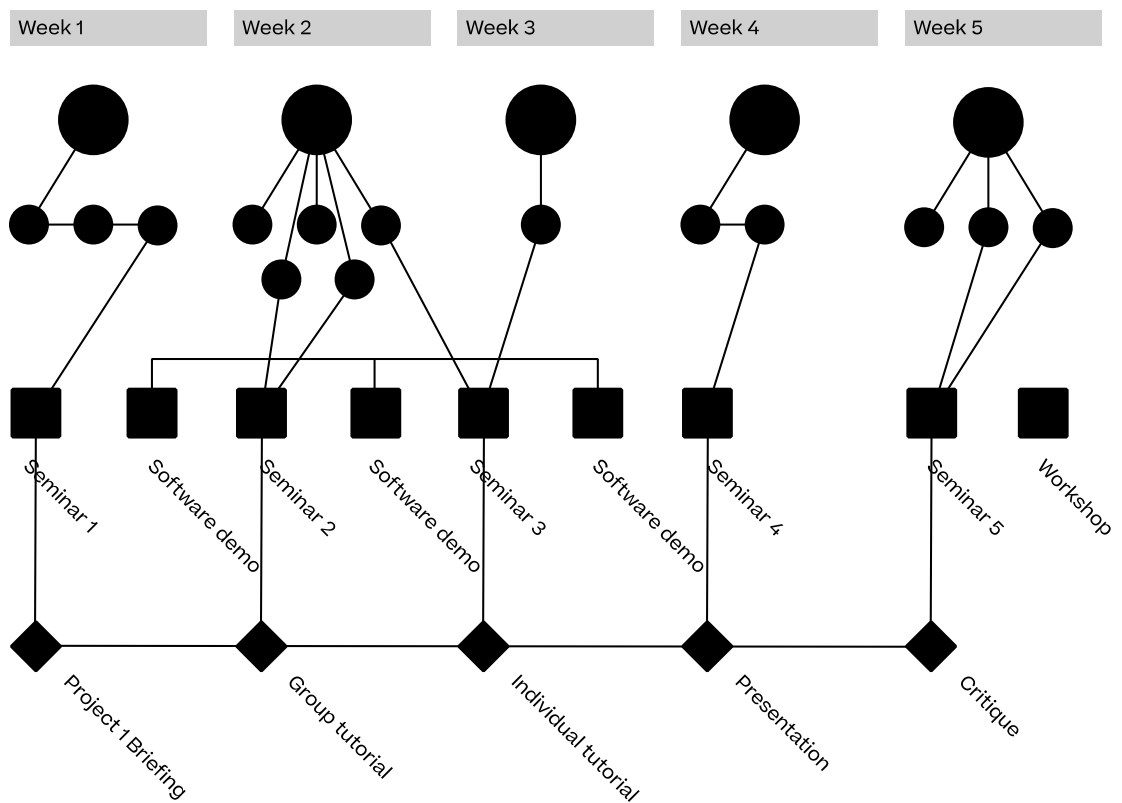 Week 1
Week 2
Week 3
Week 4
Week 5
Seminar 1
Software demo
Seminar 2
Software demo
Seminar 3
Software demo
Seminar 4
Seminar 5
Workshop
Project 1 Briefing
Group tutorial
Individual tutorial
Presentation
Critique